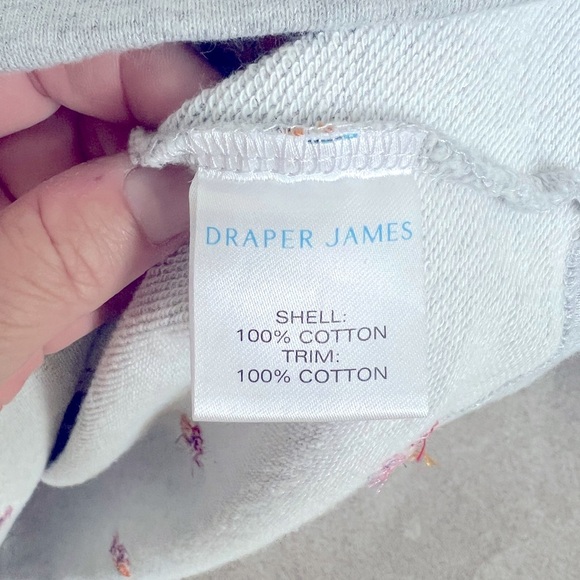 DRAPER JAMES
SHELL:
100% COTTON
TRIM:
100% COTTON